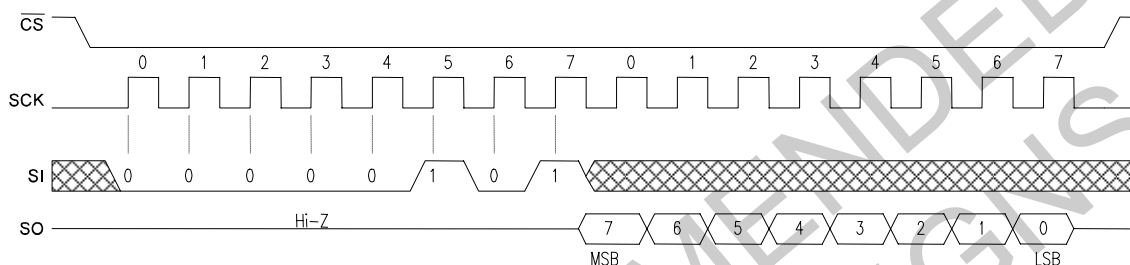 CS
0 1 2 3 4 5 6 7 0 1 2 3 4 5 6 7
SCK
SI 0 0 0 0 0 1 0 1
Hi-Z
SO 7 6 5 4 3 2 1 0
MSB LSB